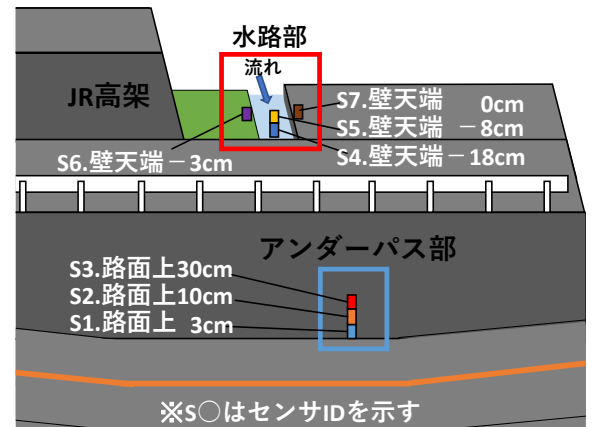 水路部
流れ
JR高架
S7.壁天端 0cm
S5.壁天端－8cm
S6.壁天端－3cm
S4.壁天端－18cm
アンダーパス部
S3.路面上30cm
S2.路面上10cm
S1.路面上 3cm
※S○はセンサIDを示す